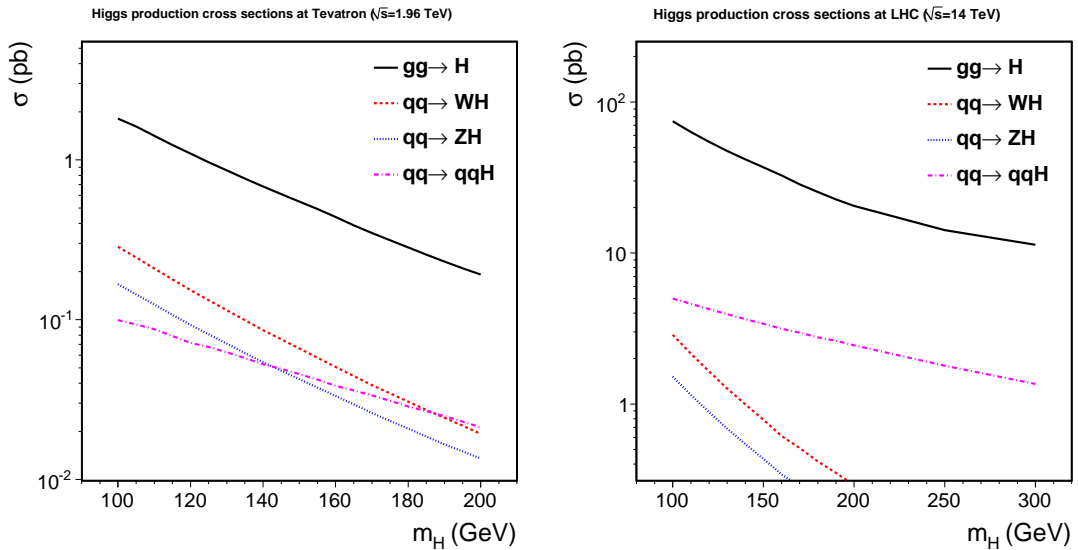 Higgs production cross sections at Tevatron (√s=1.96 TeV)
σ (pb)
gg→ H
qq→ WH
qq→ ZH
qq→ qqH
1
10⁻¹
10⁻²
100 120 140 160 180 200
m_H (GeV)
Higgs production cross sections at LHC (√s=14 TeV)
σ (pb)
gg→ H
qq→ WH
qq→ ZH
qq→ qqH
10²
10
1
100 150 200 250 300
m_H (GeV)